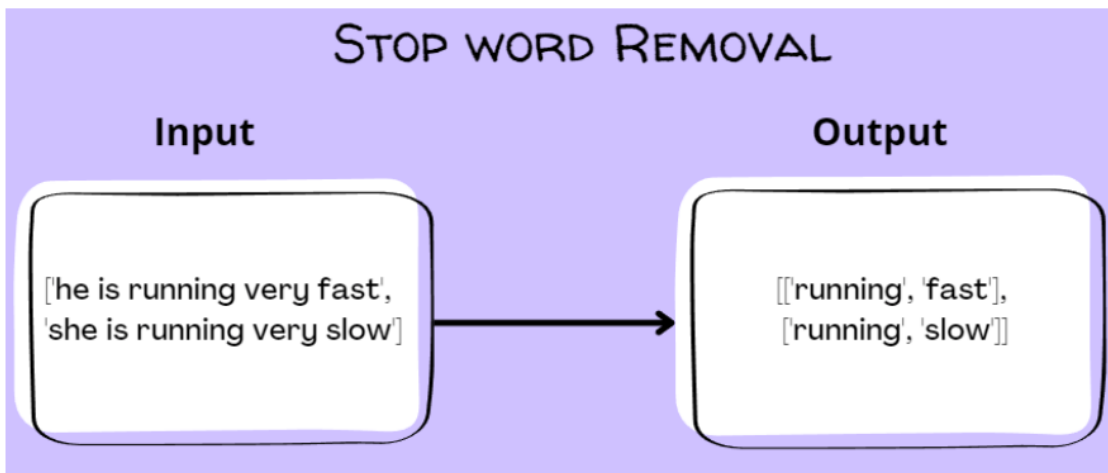 STOP WORD REMOVAL
Input
Output
['he is running very fast',
'she is running very slow']
[['running', 'fast'],
['running', 'slow']]